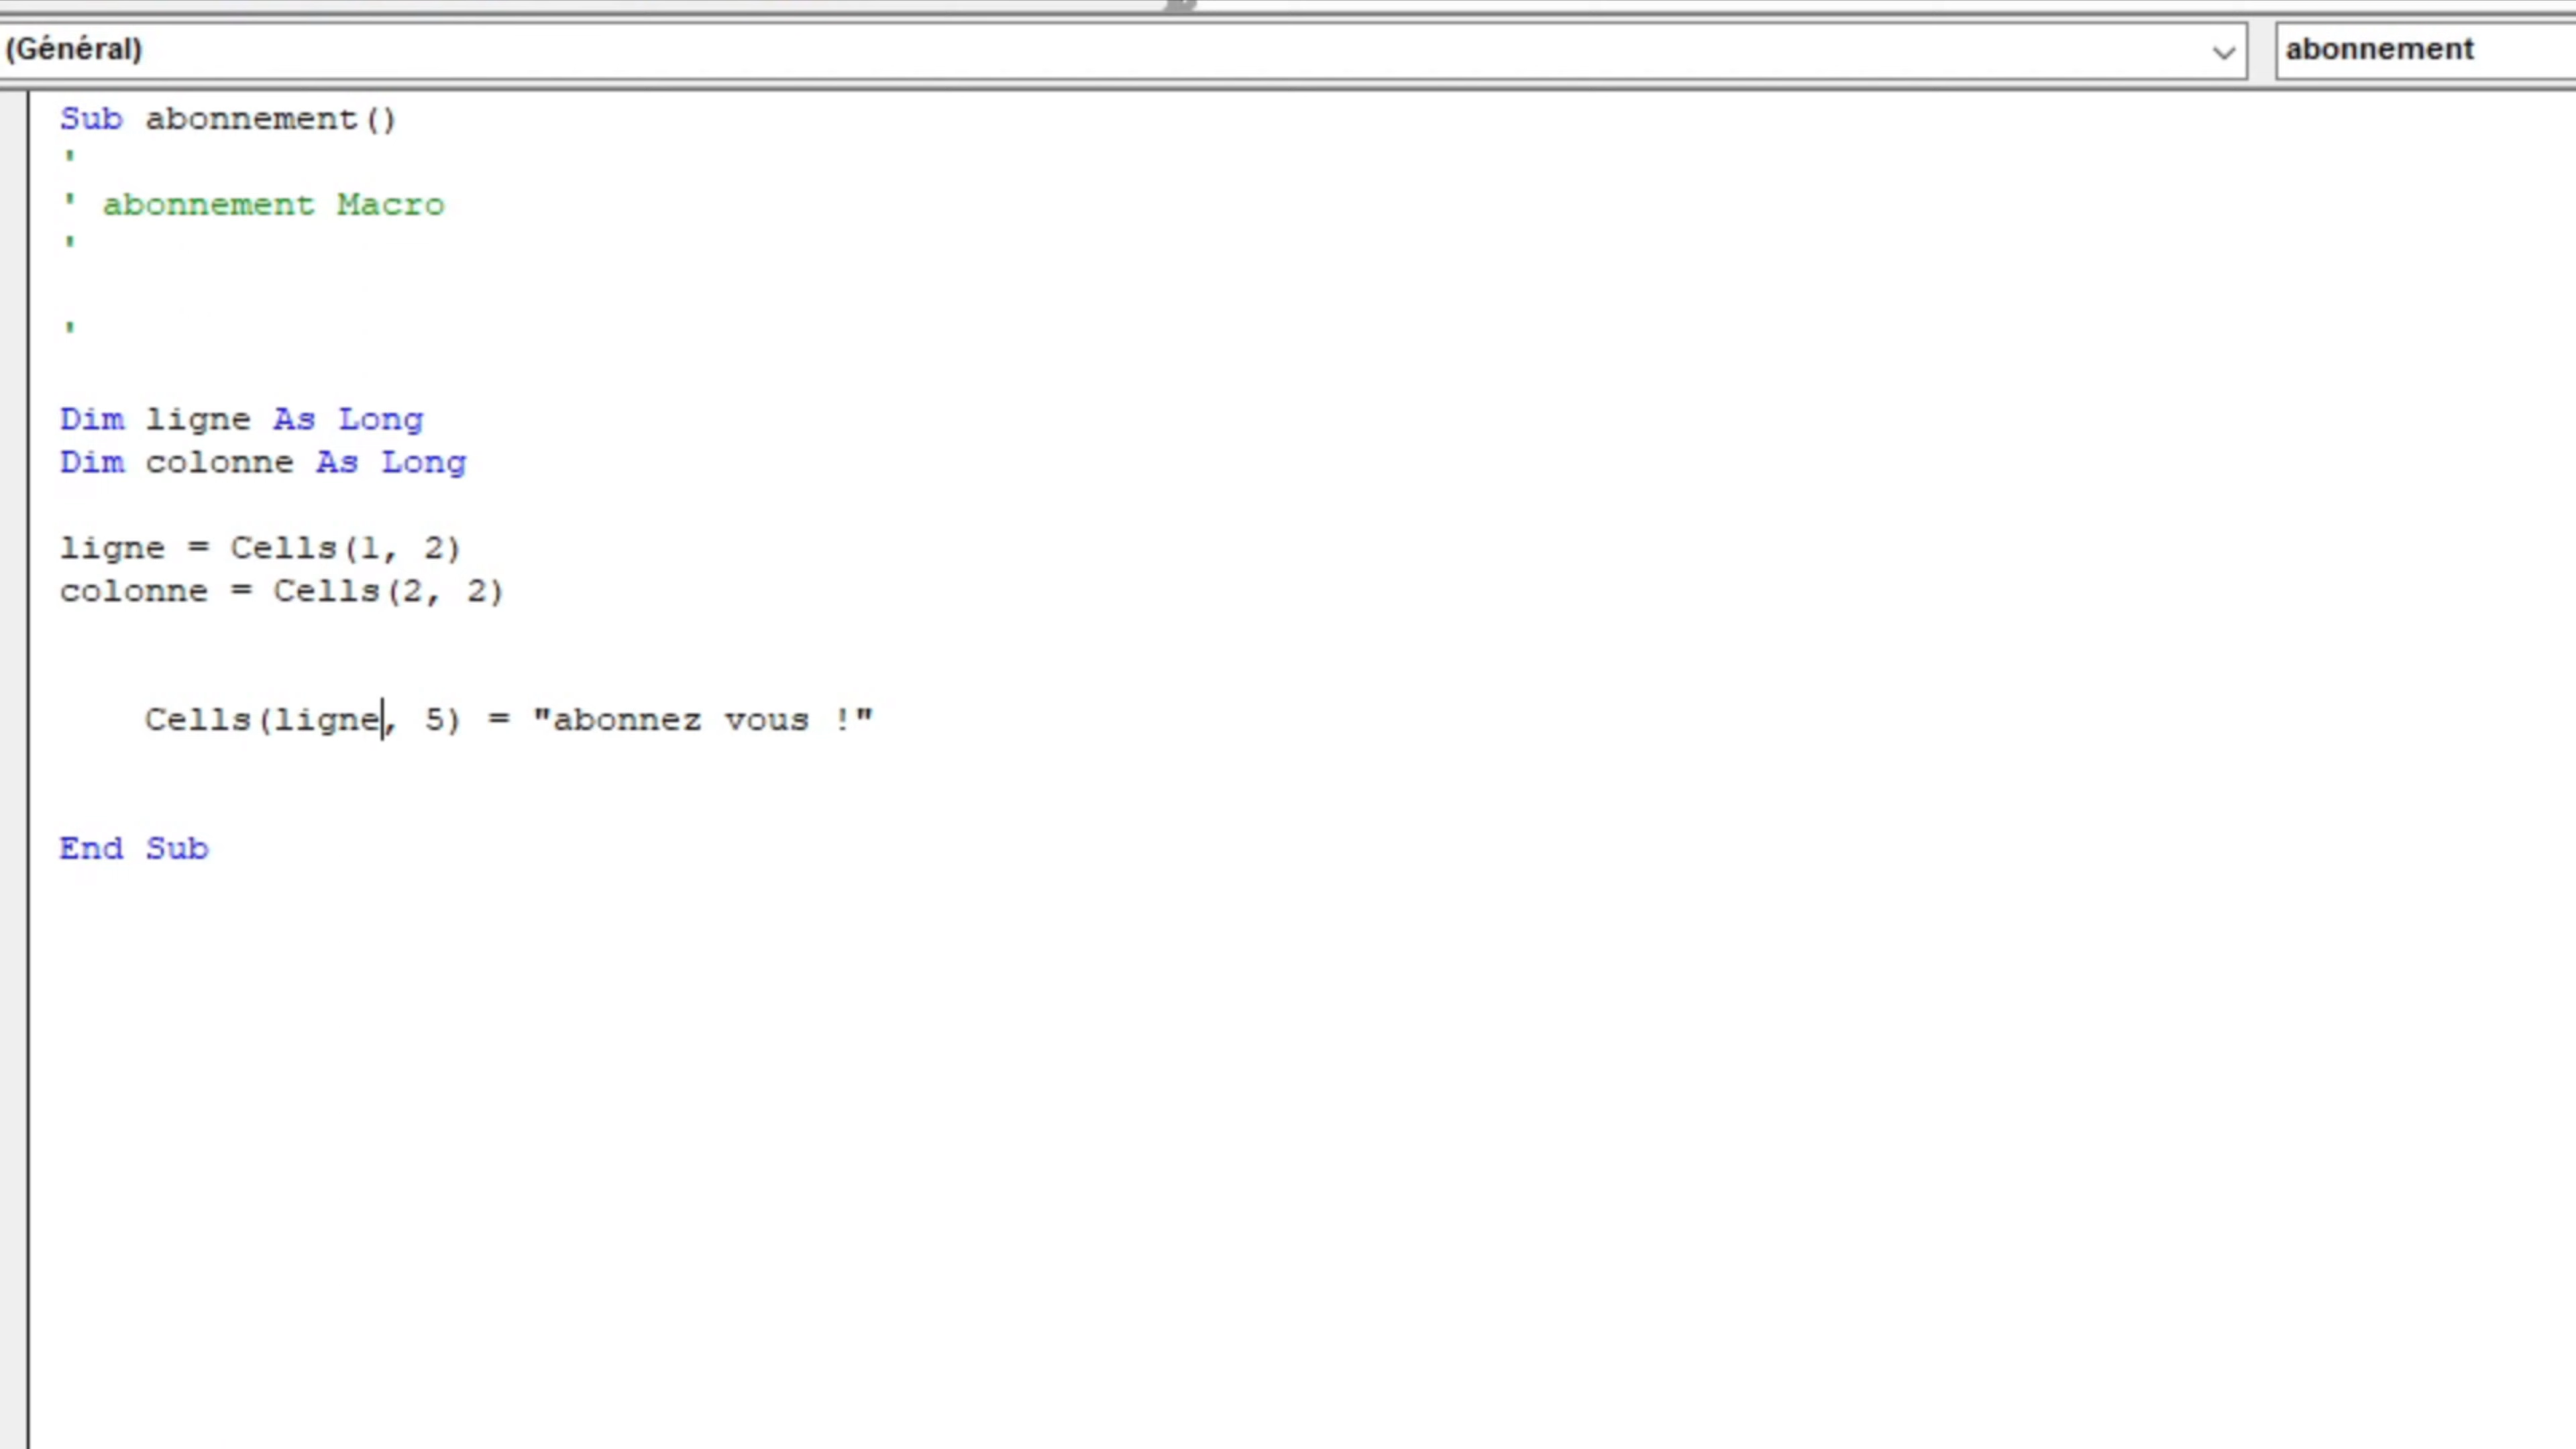 (Général)
abonnement
Sub abonnement()
'
' abonnement Macro
'
'
Dim ligne As Long
Dim colonne As Long
ligne = Cells(1, 2)
colonne = Cells(2, 2)
Cells(ligne, 5) = "abonnez vous !"
End Sub